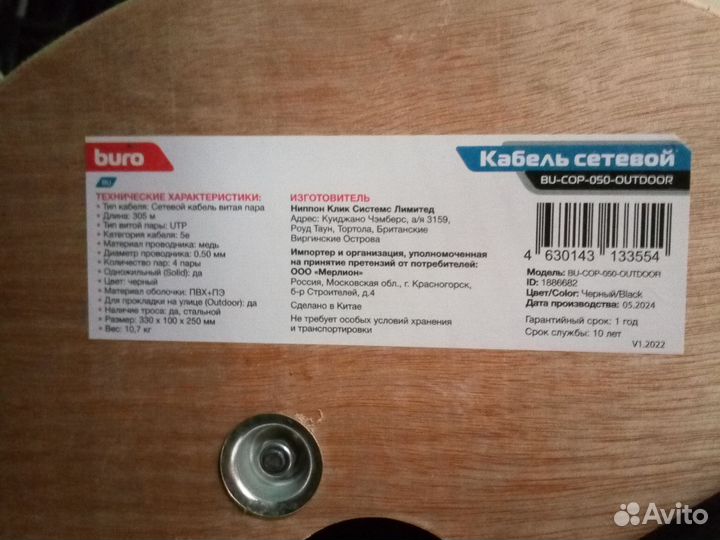 buro
Кабель сетевой
BU-COP-050-OUTDOOR
RU
ТЕХНИЧЕСКИЕ ХАРАКТЕРИСТИКИ:
• Тип кабеля: Сетевой кабель витая пара
• Длина: 305 м
• Тип витой пары: UTP
• Категория кабеля: 5e
• Материал проводника: медь
• Диаметр проводника: 0.50 мм
• Количество пар: 4 пары
• Одножильный (Solid): да
• Цвет: черный
• Материал оболочки: ПВХ+ПЭ
• Для прокладки на улице (Outdoor): да
• Наличие троса: да, стальной
• Размер: 330 x 100 x 250 мм
• Вес: 10,7 кг
ИЗГОТОВИТЕЛЬ
Ниппон Клик Системс Лимитед
Адрес: Куиджано Чэмберс, а/я 3159,
Роуд Таун, Тортола, Британские
Виргинские Острова
Импортер и организация, уполномоченная
на принятие претензий от потребителей:
ООО «Мерлион»
Россия, Московская обл., г. Красногорск,
б-р Строителей, д.4
Сделано в Китае
Не требует особых условий хранения
и транспортировки
4 630143 133554
Модель: BU-COP-050-OUTDOOR
ID: 1886682
Цвет/Color: Черный/Black
Дата производства: 05.2024
Гарантийный срок: 1 год
Срок службы: 10 лет
V1.2022
Avito